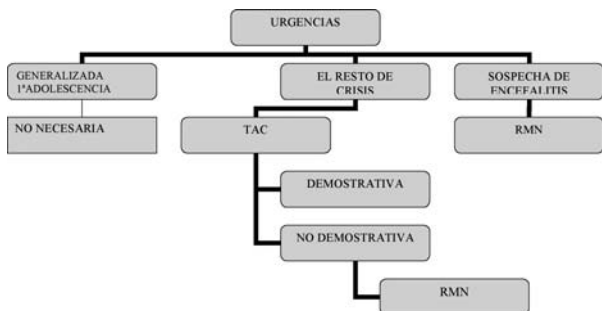 URGENCIAS
GENERALIZADA
1ªADOLESCENCIA
EL RESTO DE
CRISIS
SOSPECHA DE
ENCEFALITIS
NO NECESARIA
TAC
RMN
DEMOSTRATIVA
NO DEMOSTRATIVA
RMN